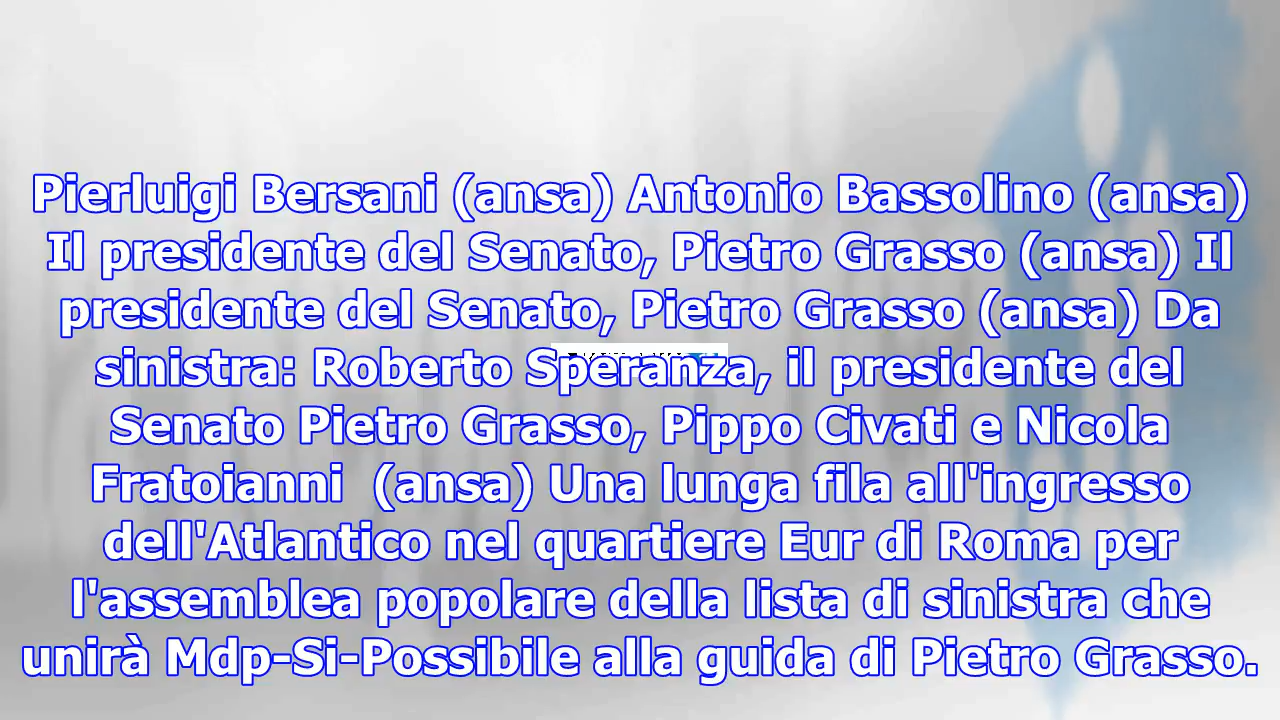 Pierluigi Bersani (ansa) Antonio Bassolino (ansa)
Il presidente del Senato, Pietro Grasso (ansa) Il
presidente del Senato, Pietro Grasso (ansa) Da
sinistra: Roberto Speranza, il presidente del
Senato Pietro Grasso, Pippo Civati e Nicola
Fratoianni  (ansa) Una lunga fila all'ingresso
dell'Atlantico nel quartiere Eur di Roma per
l'assemblea popolare della lista di sinistra che
unirà Mdp-Si-Possibile alla guida di Pietro Grasso.